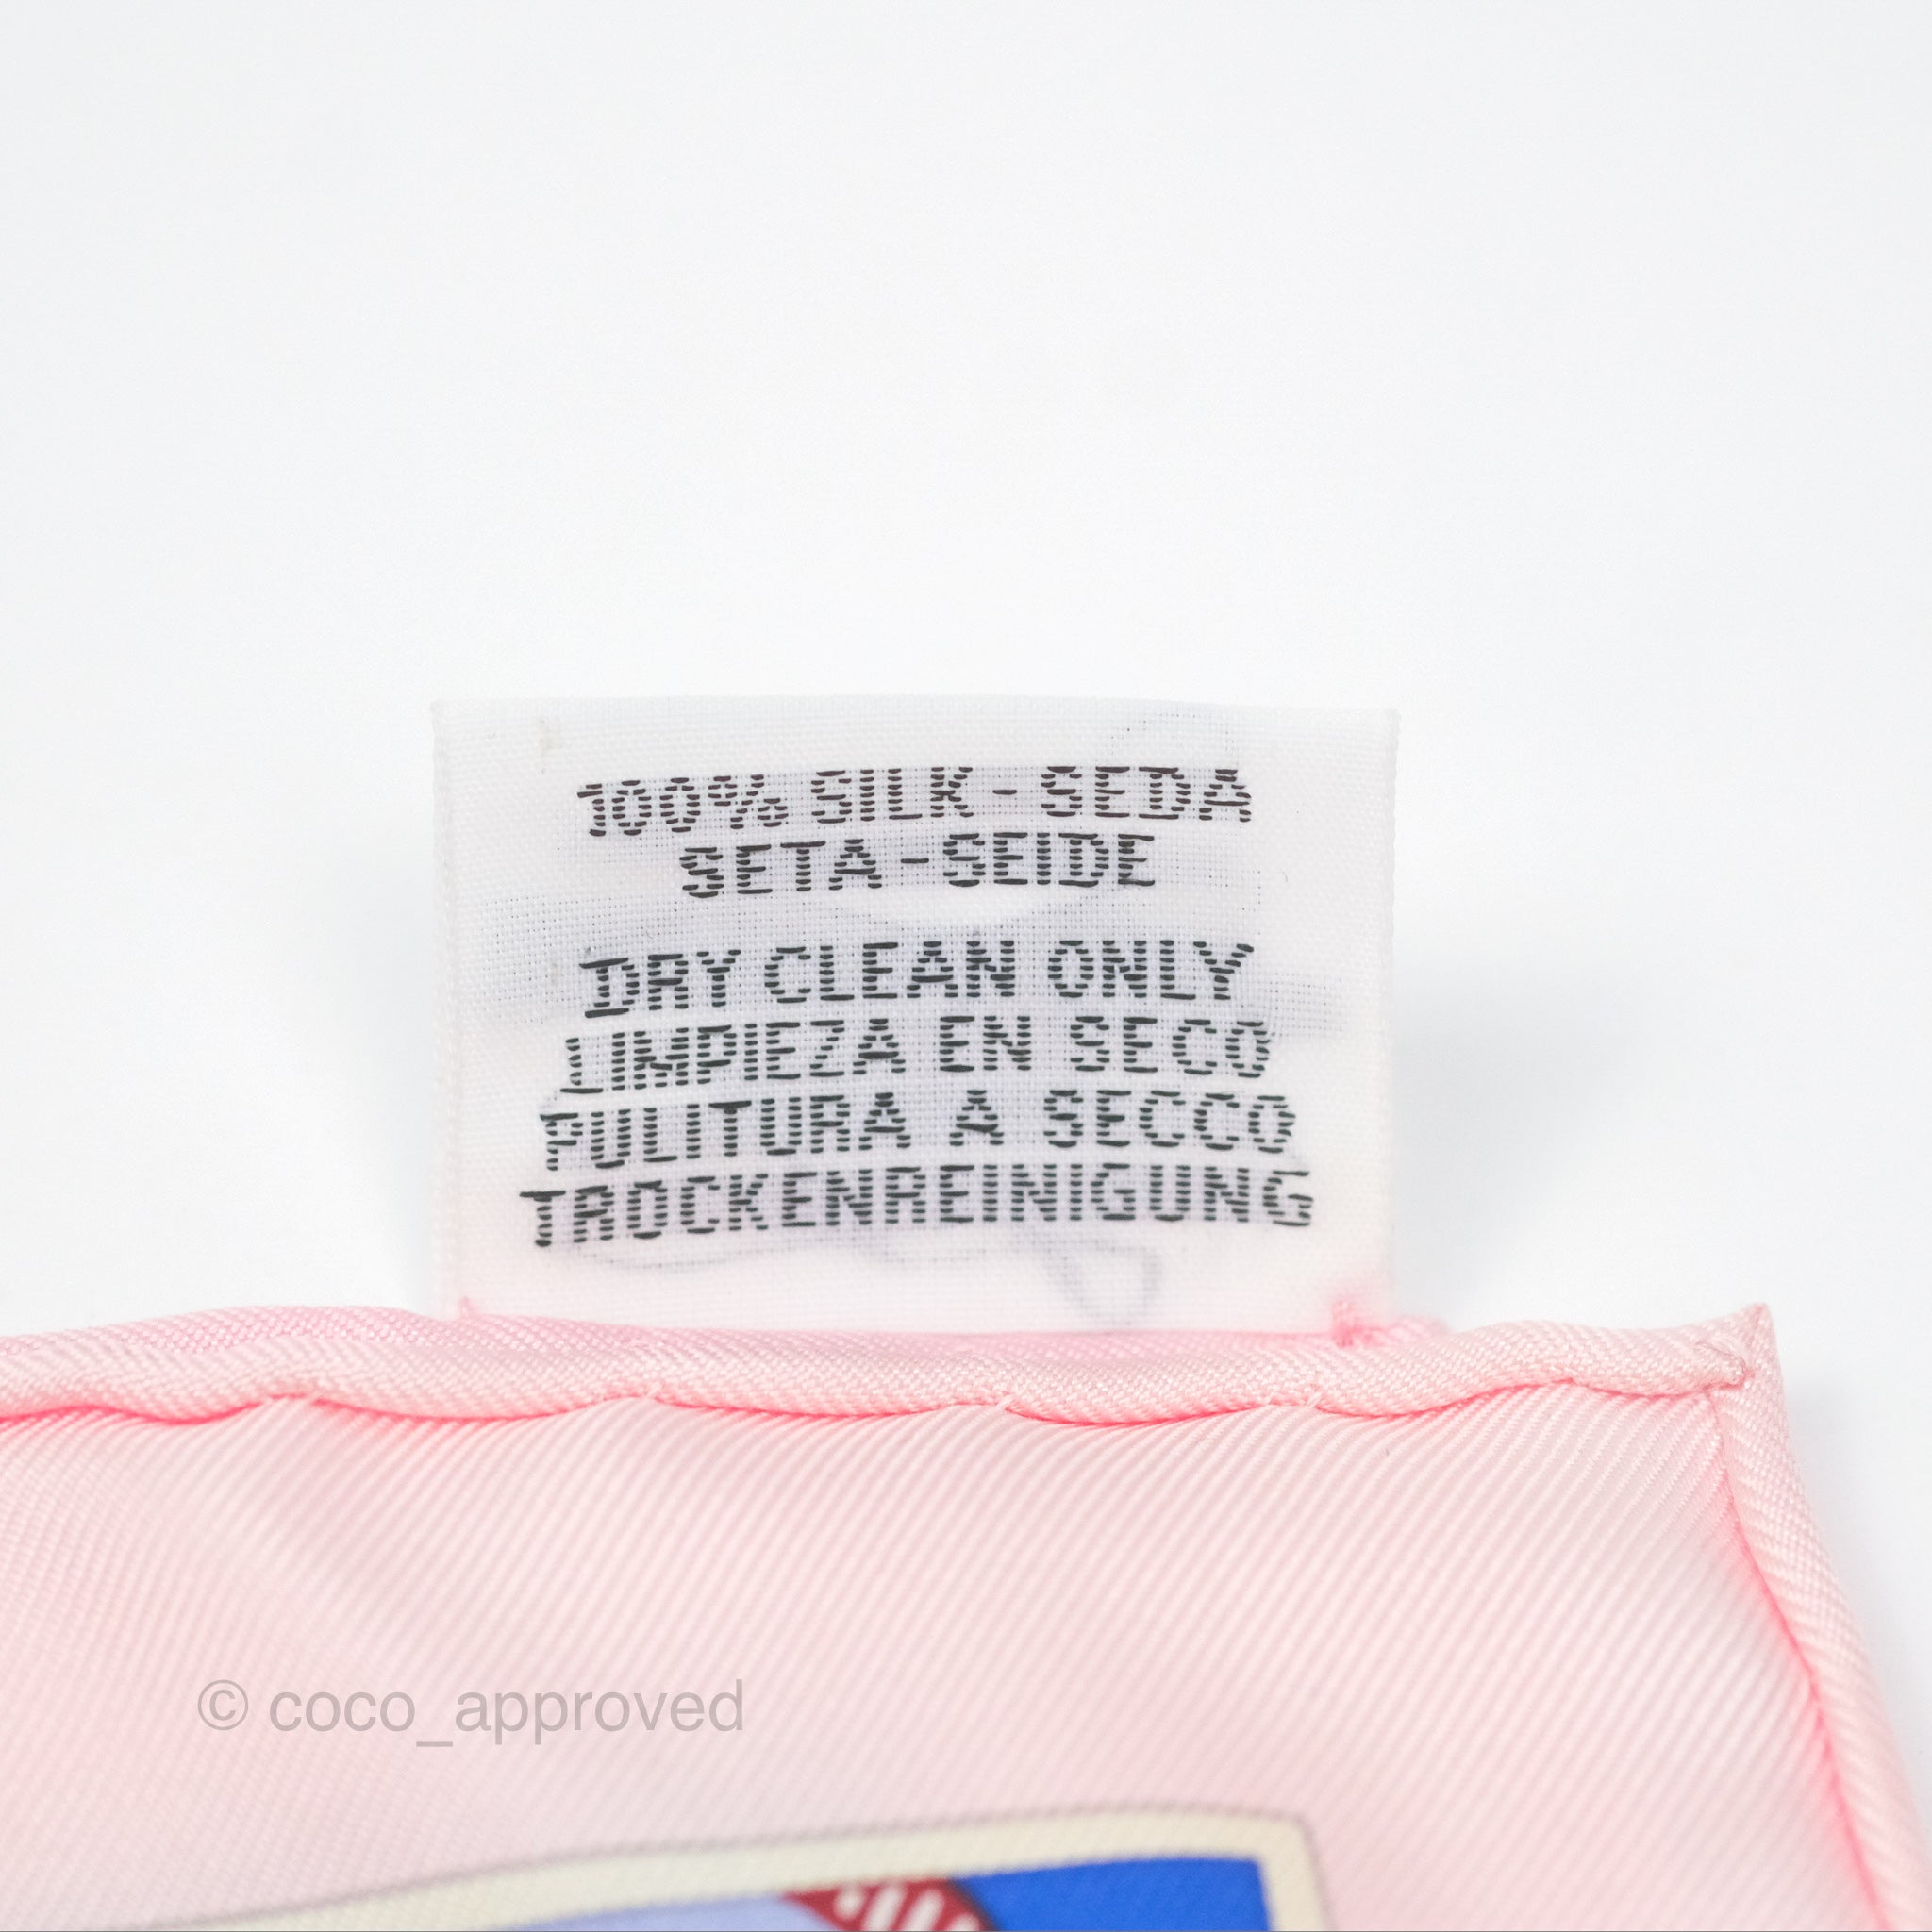 100% SILK - SEDA
SETA - SEIDE
DRY CLEAN ONLY
LIMPIEZA EN SECO
PULITURA A SECCO
TROCKENREINIGUNG
© coco_approved